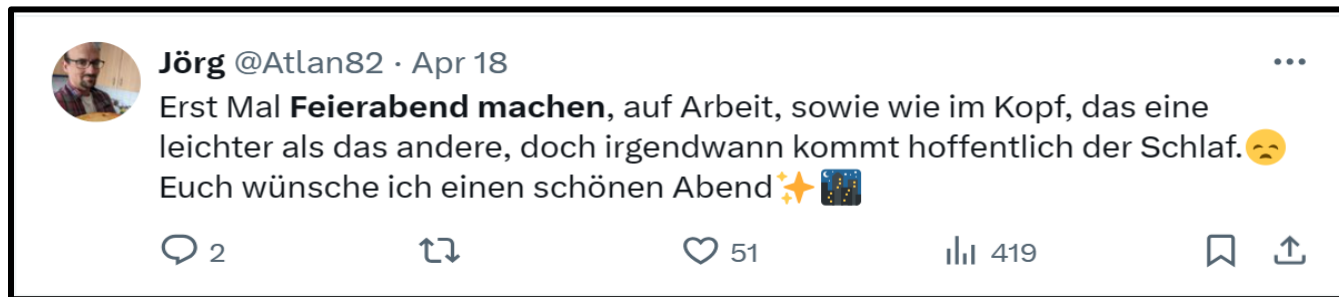 Jörg @Atlan82 · Apr 18
Erst Mal Feierabend machen, auf Arbeit, sowie wie im Kopf, das eine
leichter als das andere, doch irgendwann kommt hoffentlich der Schlaf.😞
Euch wünsche ich einen schönen Abend✨🌃
2 51 419